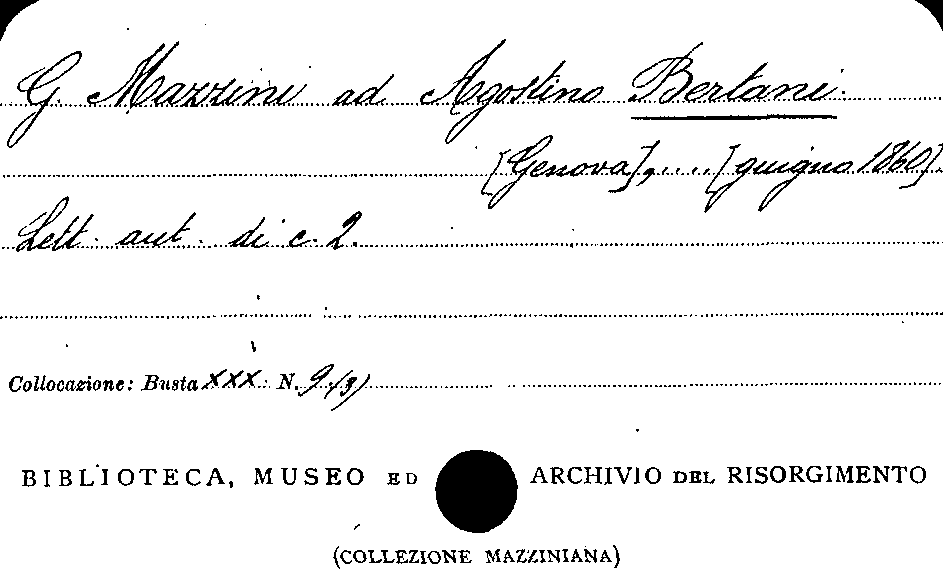 G. Mazzini ad Agostino Bertani.
[Genova], .... [giugno 1860].
Lett. aut. di c. 2.
Collocazione: Busta XXX N. 9 (3)
BIBLIOTECA, MUSEO ED ARCHIVIO DEL RISORGIMENTO
(COLLEZIONE MAZZINIANA)